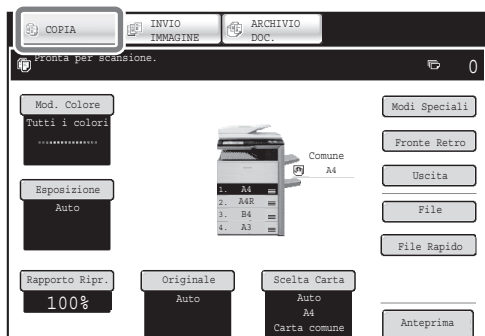 COPIA
INVIO
IMMAGINE
ARCHIVIO
DOC.
Pronta per scansione.
0
Mod. Colore
Tutti i colori
Esposizione
Auto
Rapporto Ripr.
100%
Originale
Auto
Scelta Carta
Auto
A4
Carta comune
1. A4
2. A4R
3. B4
4. A3
Comune
A4
Modi Speciali
Fronte Retro
Uscita
File
File Rapido
Anteprima